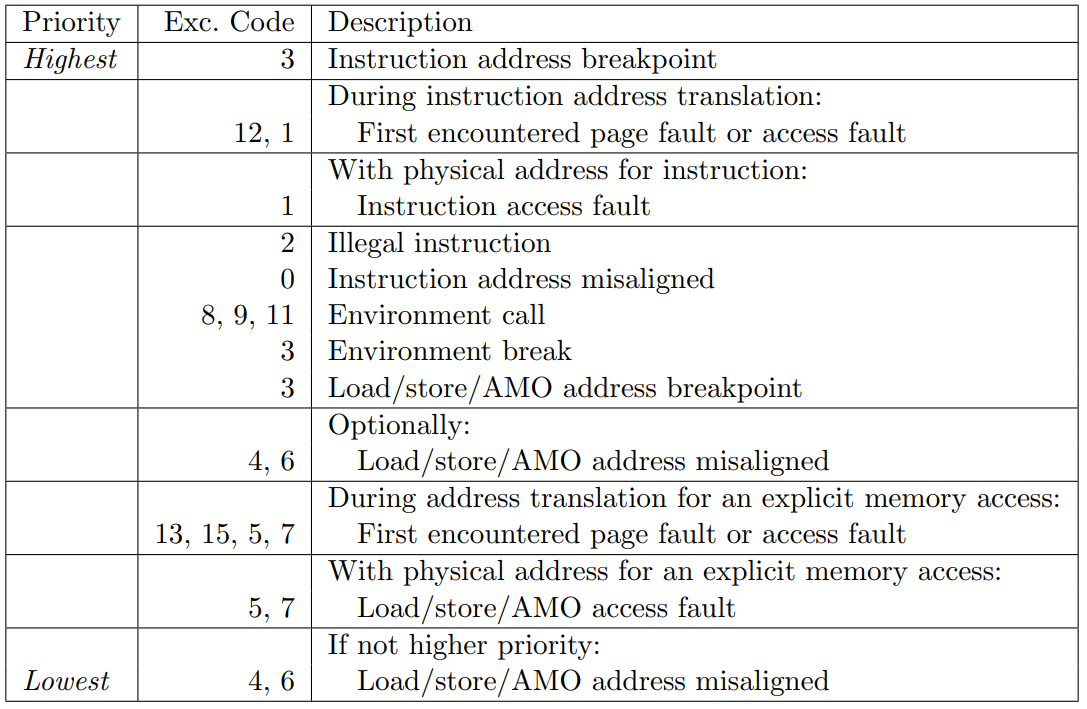 Priority Exc. Code Description
Highest 3 Instruction address breakpoint
During instruction address translation:
12, 1 First encountered page fault or access fault
With physical address for instruction:
1 Instruction access fault
2 Illegal instruction
0 Instruction address misaligned
8, 9, 11 Environment call
3 Environment break
3 Load/store/AMO address breakpoint
Optionally:
4, 6 Load/store/AMO address misaligned
During address translation for an explicit memory access:
13, 15, 5, 7 First encountered page fault or access fault
With physical address for an explicit memory access:
5, 7 Load/store/AMO access fault
If not higher priority:
Lowest 4, 6 Load/store/AMO address misaligned